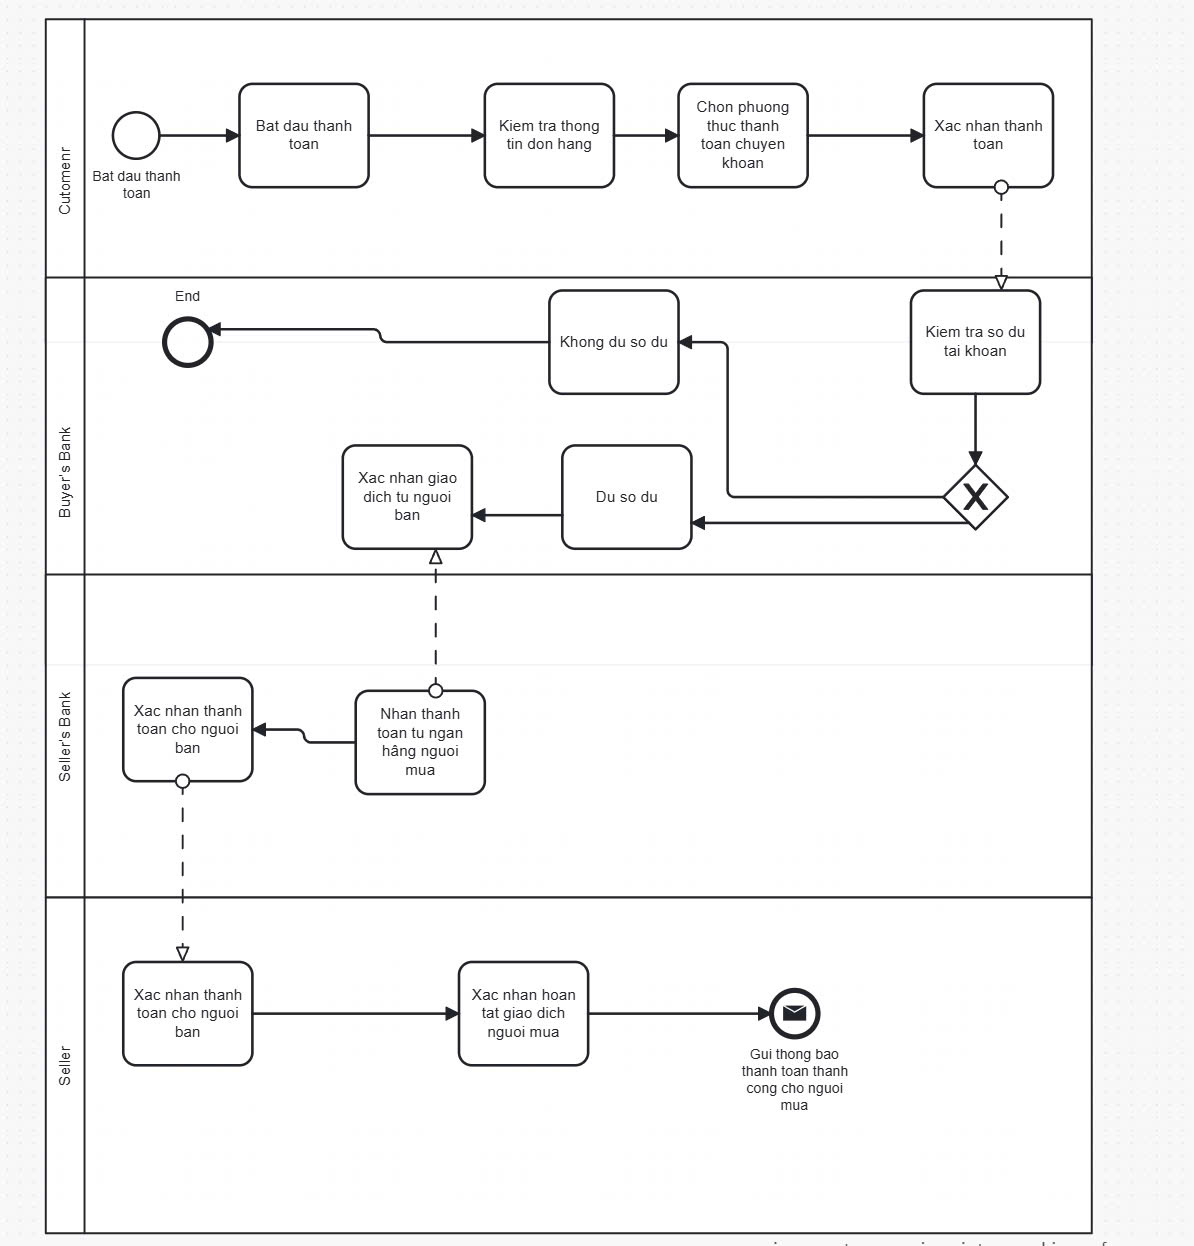 Cutomenr
Bat dau thanh
toan
Bat dau thanh
toan
Kiem tra thong
tin don hang
Chon phuong
thuc thanh
toan chuyen
khoan
Xac nhan thanh
toan
Buyer's Bank
End
Khong du so du
Kiem tra so du
tai khoan
Xac nhan giao
dich tu nguoi
ban
Du so du
X
Seller's Bank
Xac nhan thanh
toan cho nguoi
ban
Nhan thanh
toan tu ngan
hâng nguoi
mua
Seller
Xac nhan thanh
toan cho nguoi
ban
Xac nhan hoan
tat giao dich
nguoi mua
Gui thong bao
thanh toan thanh
cong cho nguoi
mua